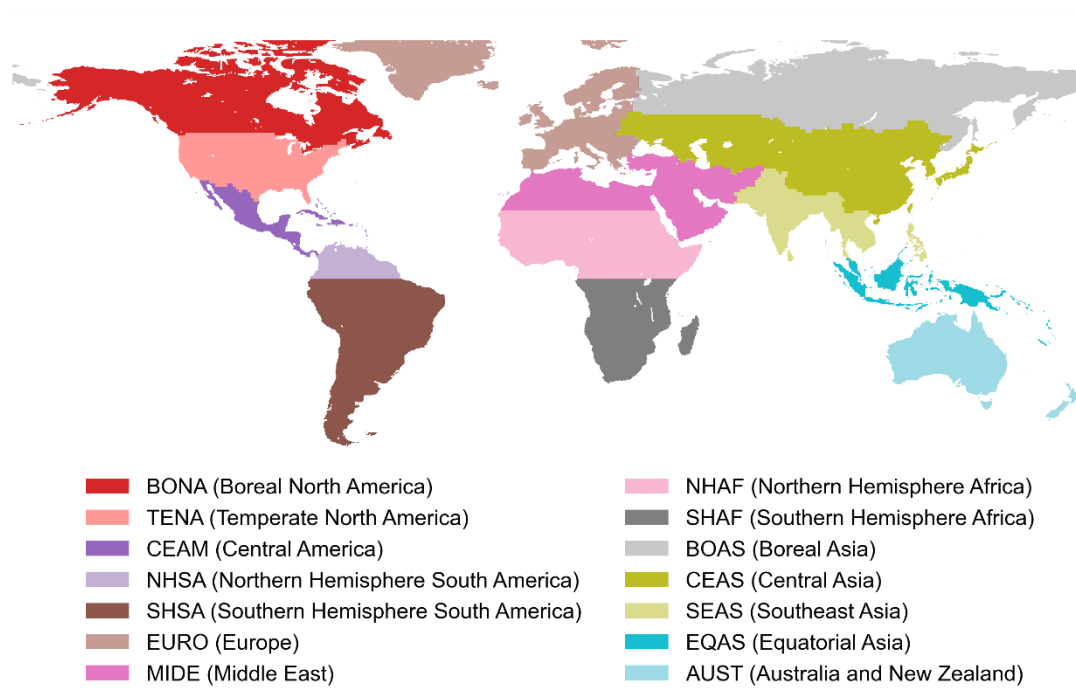 BONA (Boreal North America)
TENA (Temperate North America)
CEAM (Central America)
NHSA (Northern Hemisphere South America)
SHSA (Southern Hemisphere South America)
EURO (Europe)
MIDE (Middle East)
NHAF (Northern Hemisphere Africa)
SHAF (Southern Hemisphere Africa)
BOAS (Boreal Asia)
CEAS (Central Asia)
SEAS (Southeast Asia)
EQAS (Equatorial Asia)
AUST (Australia and New Zealand)